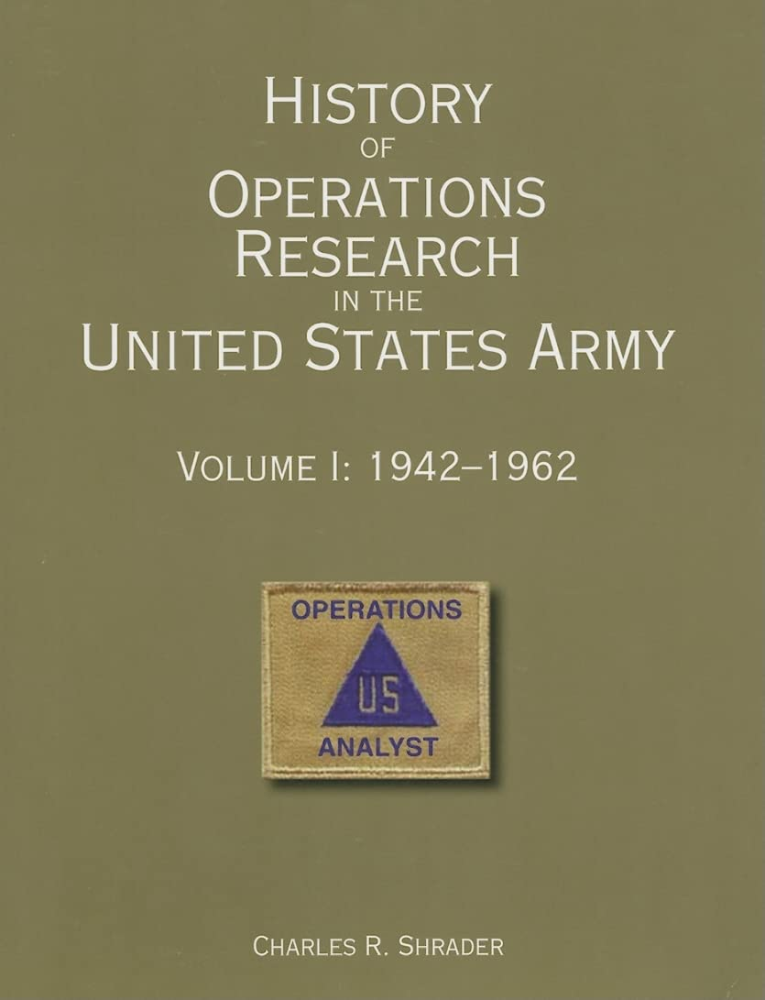 HISTORY
OF
OPERATIONS
RESEARCH
IN THE
UNITED STATES ARMY
VOLUME I: 1942–1962
OPERATIONS
US
ANALYST
CHARLES R. SHRADER